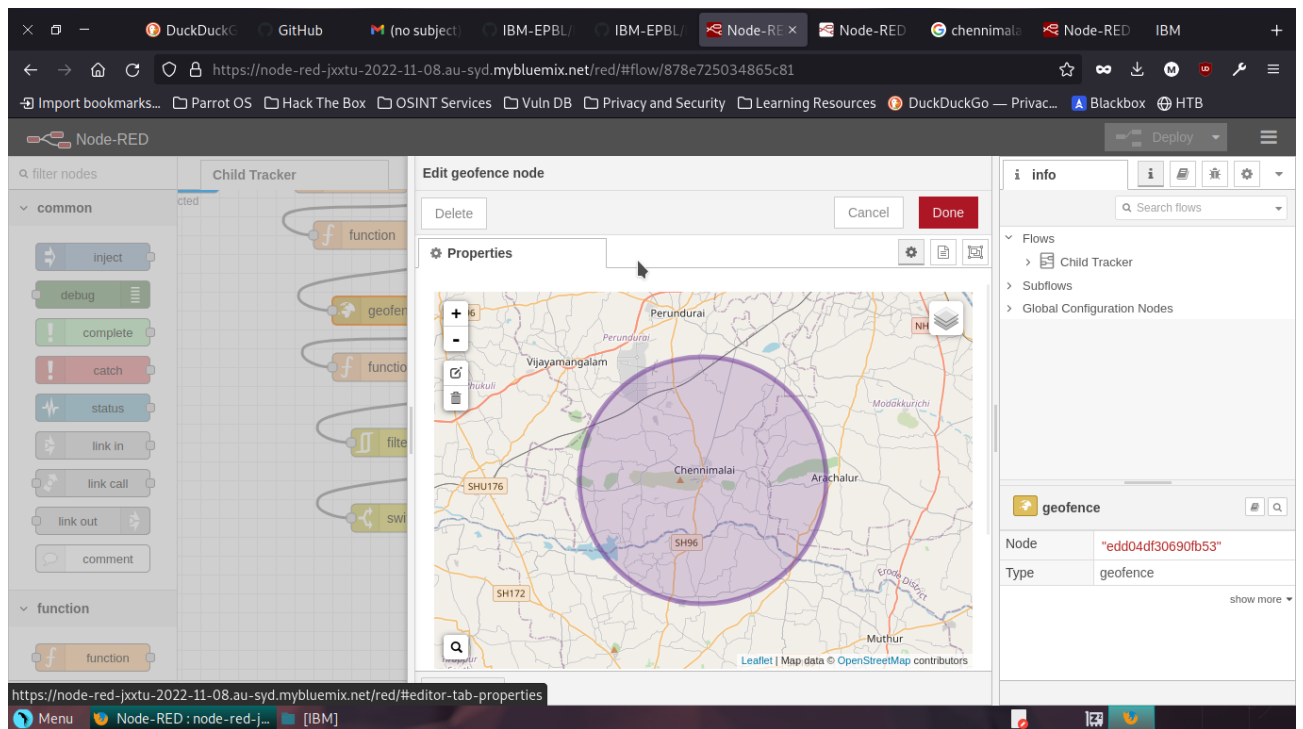 DuckDuckG
GitHub
(no subject)
IBM-EPBL/
IBM-EPBL/
Node-RE
Node-RED
chennimala
Node-RED
IBM
https://node-red-jxxtu-2022-11-08.au-syd.mybluemix.net/red/#flow/878e725034865c81
Import bookmarks...
Parrot OS
Hack The Box
OSINT Services
Vuln DB
Privacy and Security
Learning Resources
DuckDuckGo — Privac...
Blackbox
HTB
Node-RED
Deploy
filter nodes
common
inject
debug
complete
catch
status
link in
link call
link out
comment
function
function
Child Tracker
cted
function
geofen
functio
filte
swi
Edit geofence node
Delete
Cancel
Done
Properties
Perundurai
NH
Perundurai
Vijayamangalam
hukuli
Modakkurichi
Chennimalai
Arachalur
SHU176
SH96
Erode District
SH172
Muthur
Leaflet | Map data © OpenStreetMap contributors
i info
Search flows
Flows
Child Tracker
Subflows
Global Configuration Nodes
geofence
Node "edd04df30690fb53"
Type geofence
show more
https://node-red-jxxtu-2022-11-08.au-syd.mybluemix.net/red/#editor-tab-properties
Menu
Node-RED : node-red-j...
[IBM]